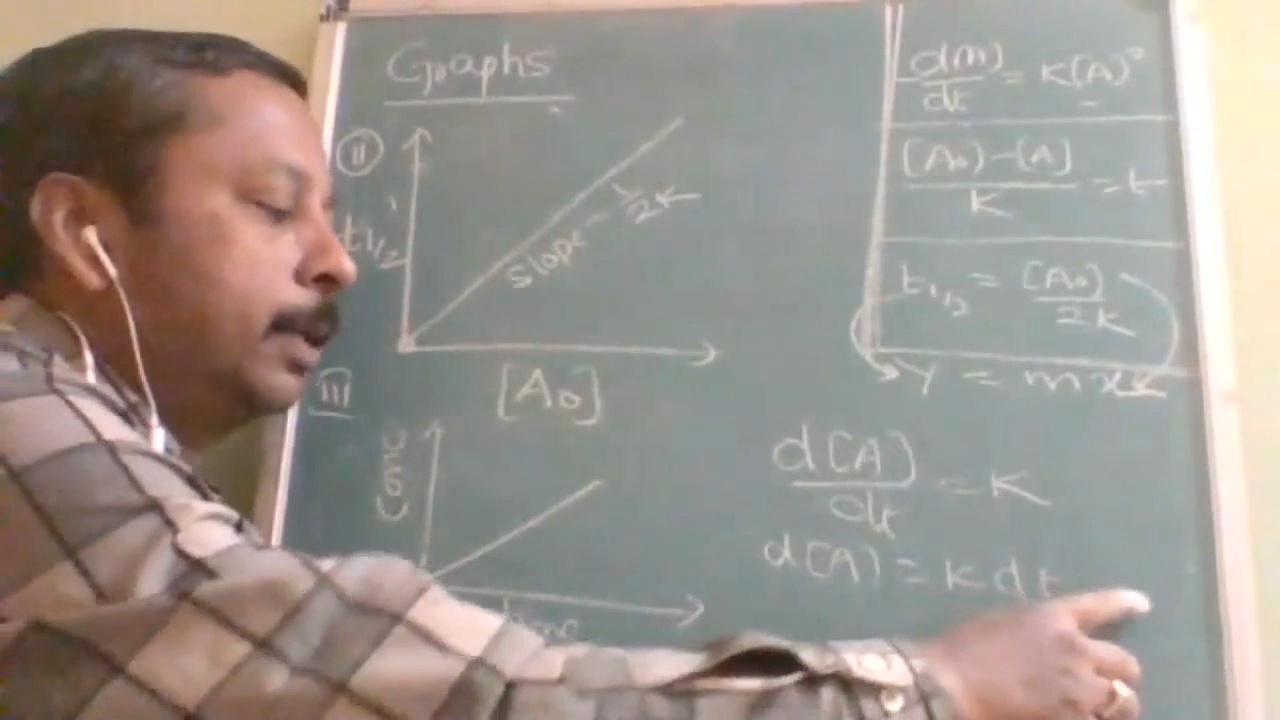 Graphs
II
t1/2
slope = 1/2K
[A0]
III
Conc
time
d[A]/dt = K[A]⁰
[A0]-[A]/K = t
t1/2 = [A0]/2K
Y = mx
d[A]/dt = K
d[A] = K dt